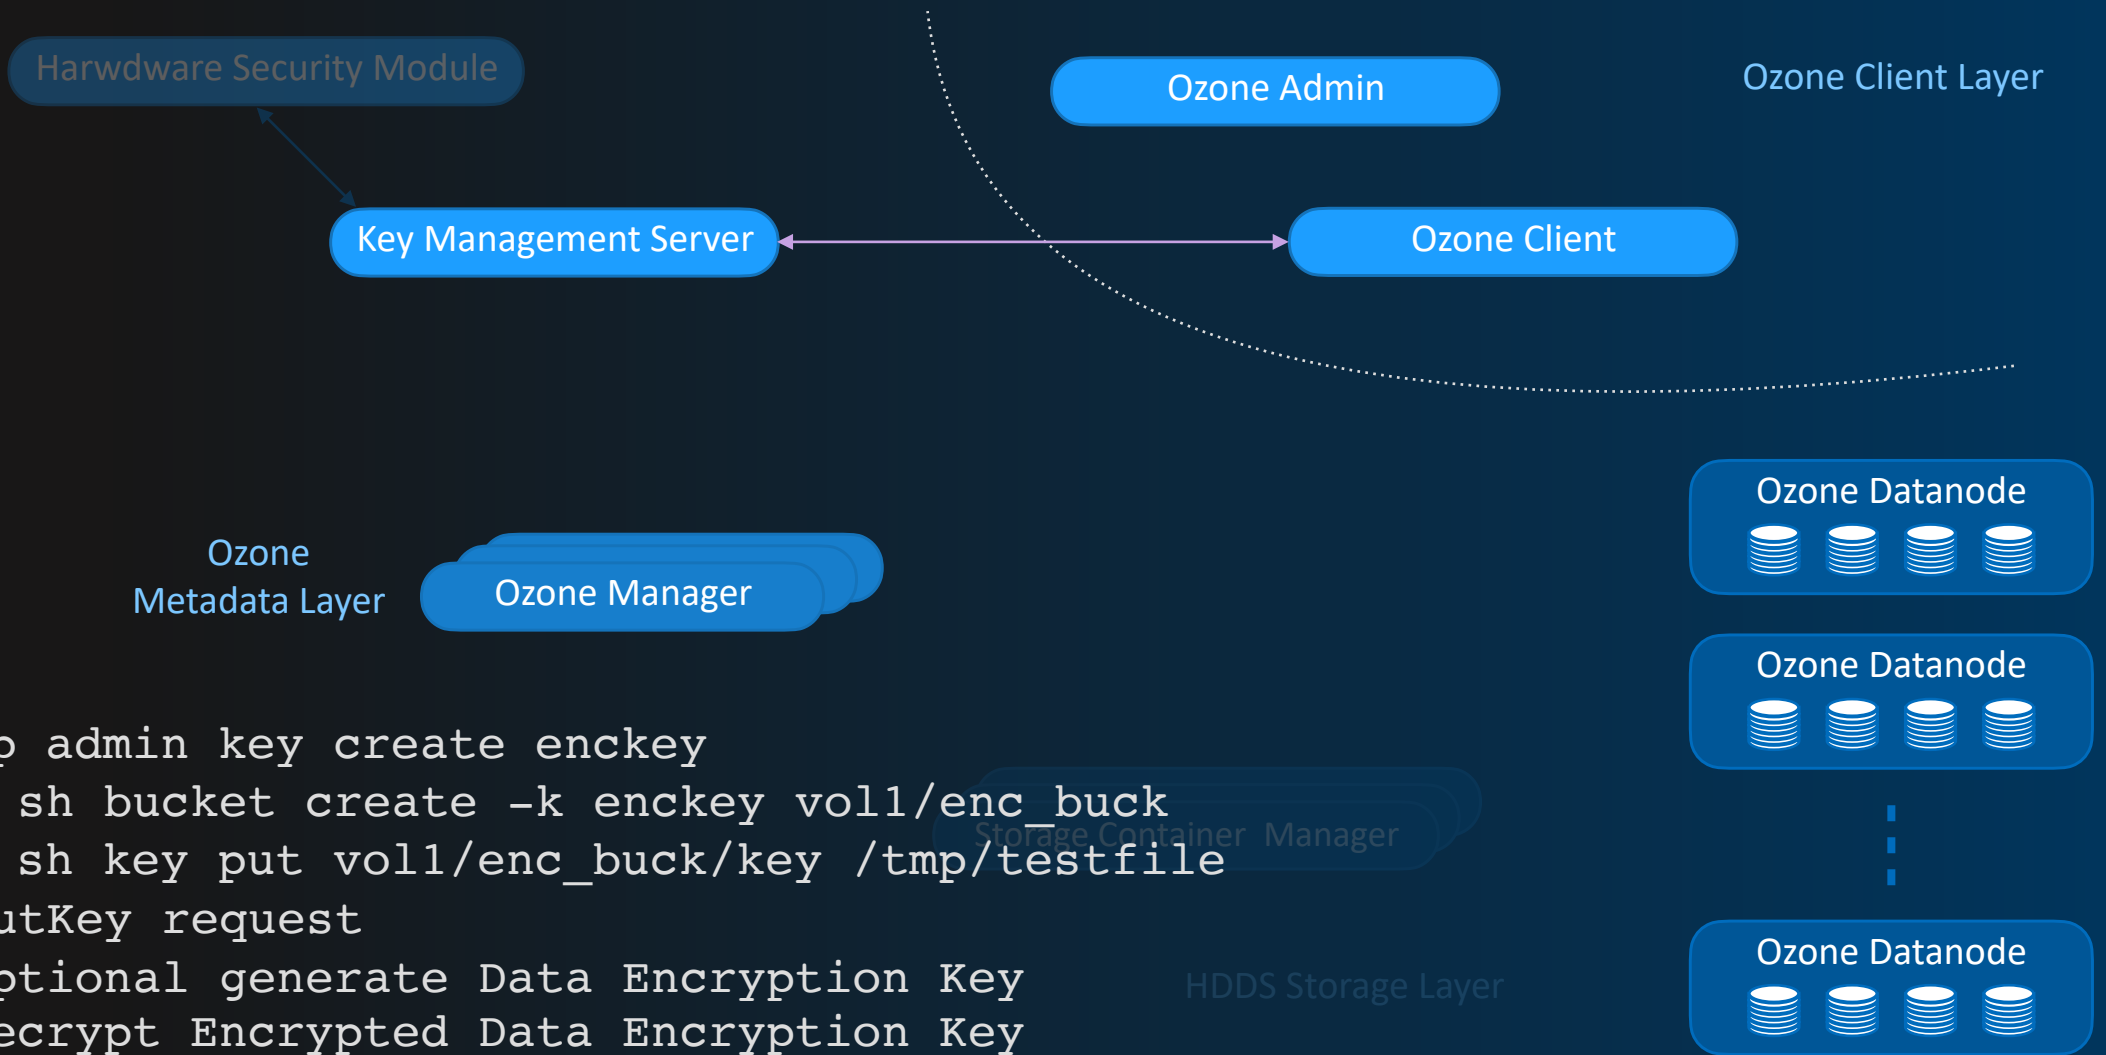 Harwdware Security Module
Ozone Admin
Ozone Client Layer
Key Management Server
Ozone Client
Ozone Datanode
Ozone
Metadata Layer
Ozone Manager
Ozone Datanode
admin key create enckey
sh bucket create -k enckey vol1/enc_buck
Storage Container Manager
sh key put vol1/enc_buck/key /tmp/testfile
utKey request
Ozone Datanode
ptional generate Data Encryption Key
HDDS Storage Layer
ecrypt Encrypted Data Encryption Key